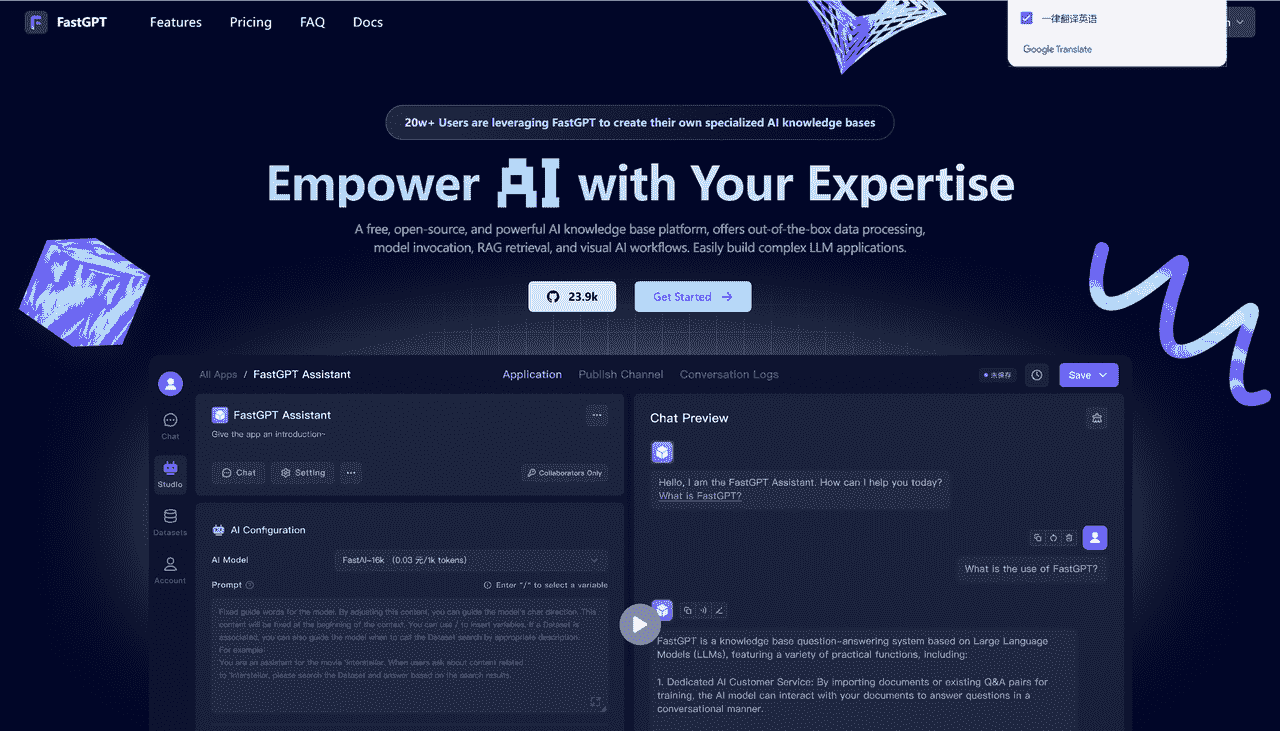 FastGPT
Features Pricing FAQ Docs
一律翻译英语
Google Translate
20w+ Users are leveraging FastGPT to create their own specialized AI knowledge bases
Empower AI with Your Expertise
A free, open-source, and powerful AI knowledge base platform, offers out-of-the-box data processing,
model invocation, RAG retrieval, and visual AI workflows. Easily build complex LLM applications.
23.9k
Get Started
All Apps / FastGPT Assistant
Application Publish Channel Conversation Logs
未保存
Save
Chat
Studio
Datasets
Account
FastGPT Assistant
Give the app an introduction~
Chat Setting
Collaborators Only
AI Configuration
AI Model
FastAI-16k (0.03 元/1k tokens)
Prompt
Enter "/" to select a variable
Fixed guide words for the model. By adjusting this content, you can guide the model's chat direction. This
content will be fixed at the beginning of the context. You can use / to insert variables. If a Dataset is
associated, you can also guide the model when to call the Dataset search by appropriate description.
For example:
You are an assistant for the movie 'Interstellar. When users ask about content related
to 'Interstellar, please search the Dataset and answer based on the search results.
Chat Preview
Hello, I am the FastGPT Assistant. How can I help you today?
What is FastGPT?
What is the use of FastGPT?
FastGPT is a knowledge base question-answering system based on Large Language
Models (LLMs), featuring a variety of practical functions, including:
1. Dedicated AI Customer Service: By importing documents or existing Q&A pairs for
training, the AI model can interact with your documents to answer questions in a
conversational manner.